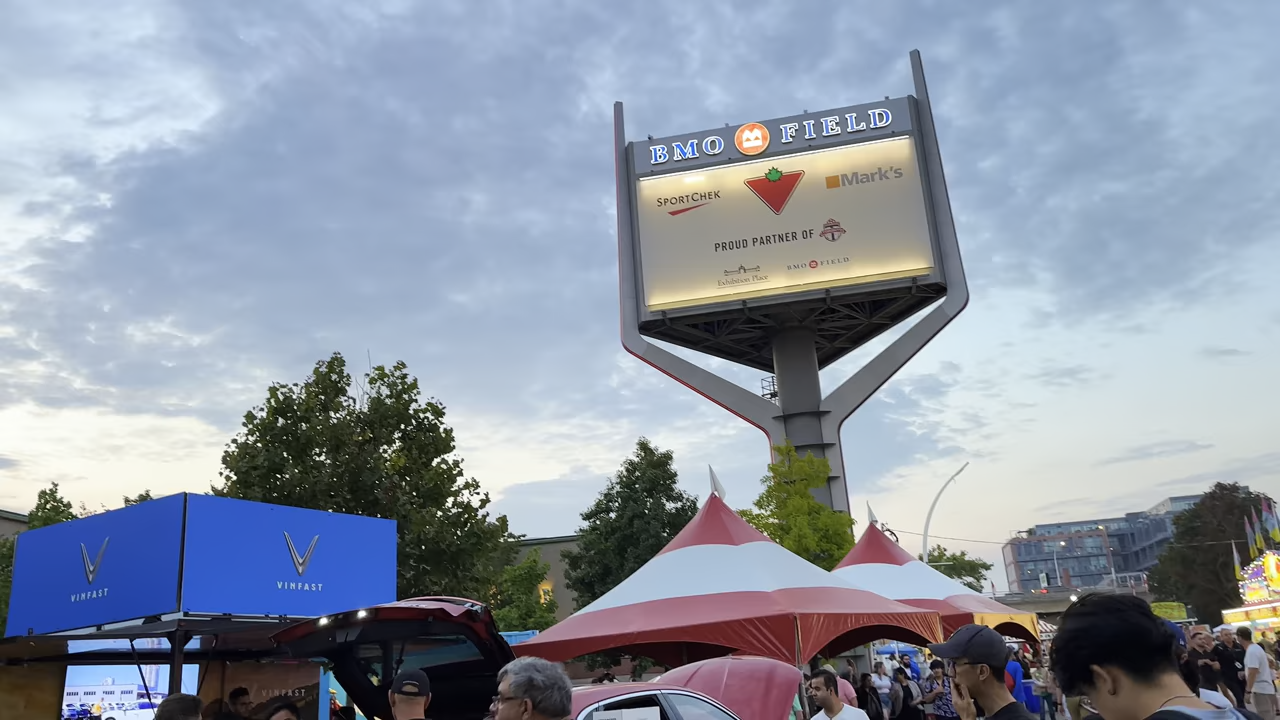 BMO FIELD
SPORTCHEK
Mark's
PROUD PARTNER OF
Exhibition Place
BMO FIELD
VINFAST
VINFAST
VINFAST